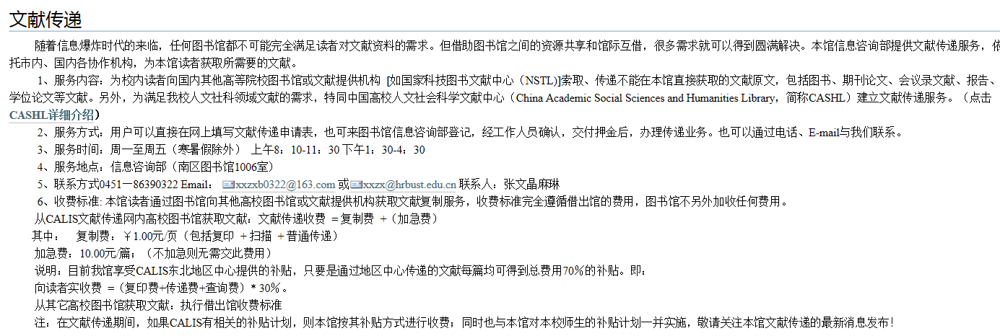 文献传递
随着信息爆炸时代的来临，任何图书馆都不可能完全满足读者对文献资料的需求。但借助图书馆之间的资源共享和馆际互借，很多需求就可以得到圆满解决。本馆信息咨询部提供文献传递服务，依
托市内、国内各协作机构，为本馆读者获取所需要的文献。
1、服务内容：为校内读者向国内其他高等院校图书馆或文献提供机构 [如国家科技图书文献中心（NSTL)]索取、传递不能在本馆直接获取的文献原文，包括图书、期刊论文、会议录文献、报告、
学位论文等文献。另外，为满足我校人文社科领域文献的需求，特同中国高校人文社会科学文献中心（China Academic Social Sciences and Humanities Library，简称CASHL）建立文献传递服务。（点击
CASHL详细介绍）
2、服务方式：用户可以直接在网上填写文献传递申请表，也可来图书馆信息咨询部登记，经工作人员确认，交付押金后，办理传递业务。也可以通过电话、E-mail与我们联系。
3、服务时间：周一至周五（寒暑假除外） 上午8：10-11：30 下午1：30-4：30
4、服务地点：信息咨询部（南区图书馆1006室）
5、联系方式0451一86390322 Email： xxzxb0322@163.com 或 xxzx@hrbust.edu.cn 联系人：张文晶麻琳
6、收费标准: 本馆读者通过图书馆向其他高校图书馆或文献提供机构获取文献复制服务，收费标准完全遵循借出馆的费用，图书馆不另外加收任何费用。
从CALIS文献传递网内高校图书馆获取文献：文献传递收费 ＝复制费 ＋（加急费）
其中： 复制费：￥1.00元/页（包括复印 ＋扫描 ＋普通传递）
加急费：10.00元/篇；（不加急则无需交此费用）
说明：目前我馆享受CALIS东北地区中心提供的补贴，只要是通过地区中心传递的文献每篇均可得到总费用70％的补贴。即：
向读者实收费 =（复印费+传递费+查询费）* 30％。
从其它高校图书馆获取文献：执行借出馆收费标准
注：在文献传递期间，如果CALIS有相关的补贴计划，则本馆按其补贴方式进行收费；同时也与本馆对本校师生的补贴计划一并实施，敬请关注本馆文献传递的最新消息发布！